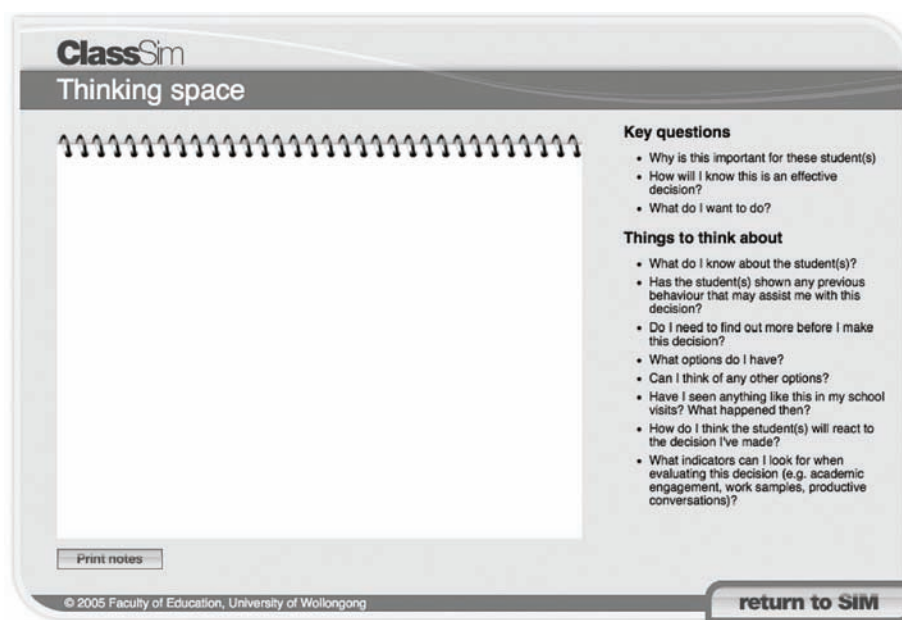 ClassSim
Thinking space
Key questions
• Why is this important for these student(s)
• How will I know this is an effective
decision?
• What do I want to do?
Things to think about
• What do I know about the student(s)?
• Has the student(s) shown any previous
behaviour that may assist me with this
decision?
• Do I need to find out more before I make
this decision?
• What options do I have?
• Can I think of any other options?
• Have I seen anything like this in my school
visits? What happened then?
• How do I think the student(s) will react to
the decision I've made?
• What indicators can I look for when
evaluating this decision (e.g. academic
engagement, work samples, productive
conversations)?
Print notes
© 2005 Faculty of Education, University of Wollongong
return to SIM